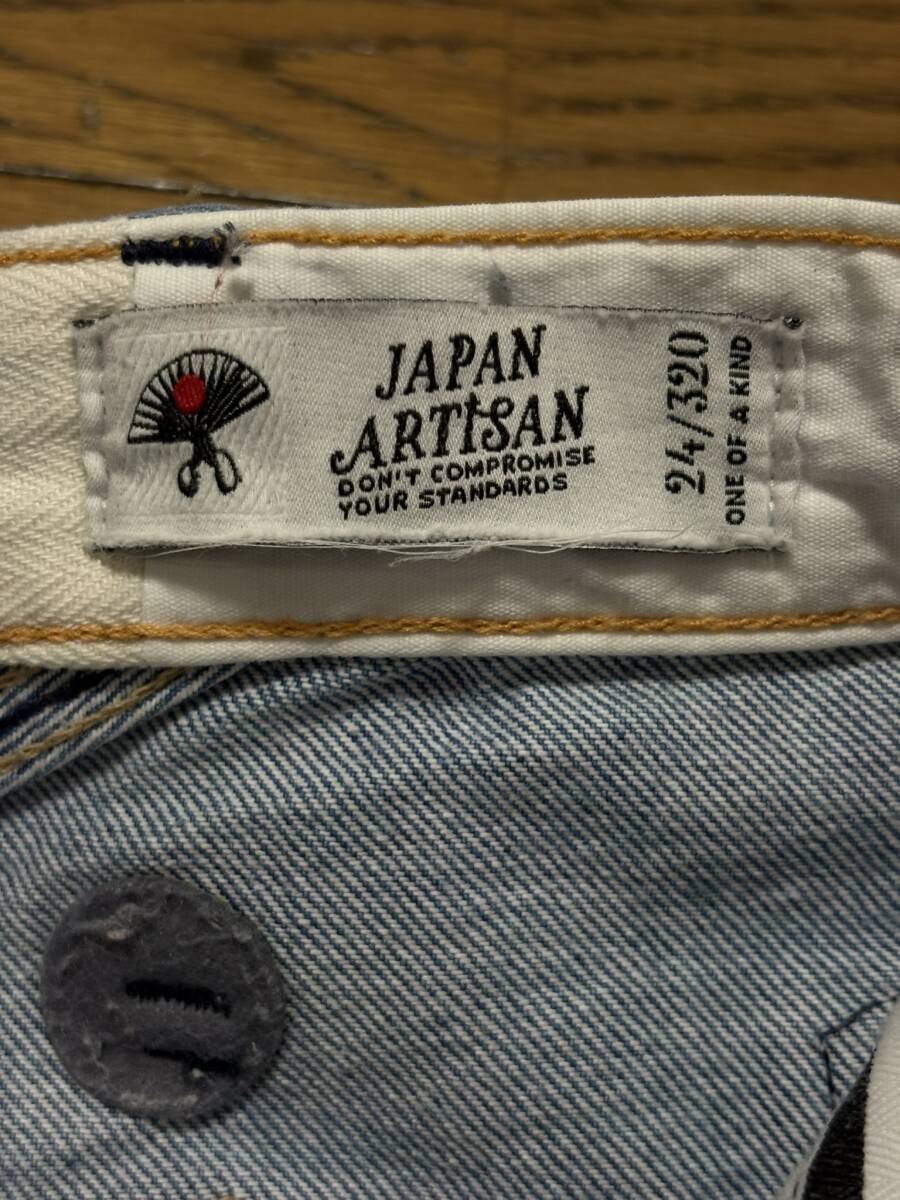 JAPAN
ARTISAN
DON'T COMPROMISE
YOUR STANDARDS
24/320
ONE OF A KIND